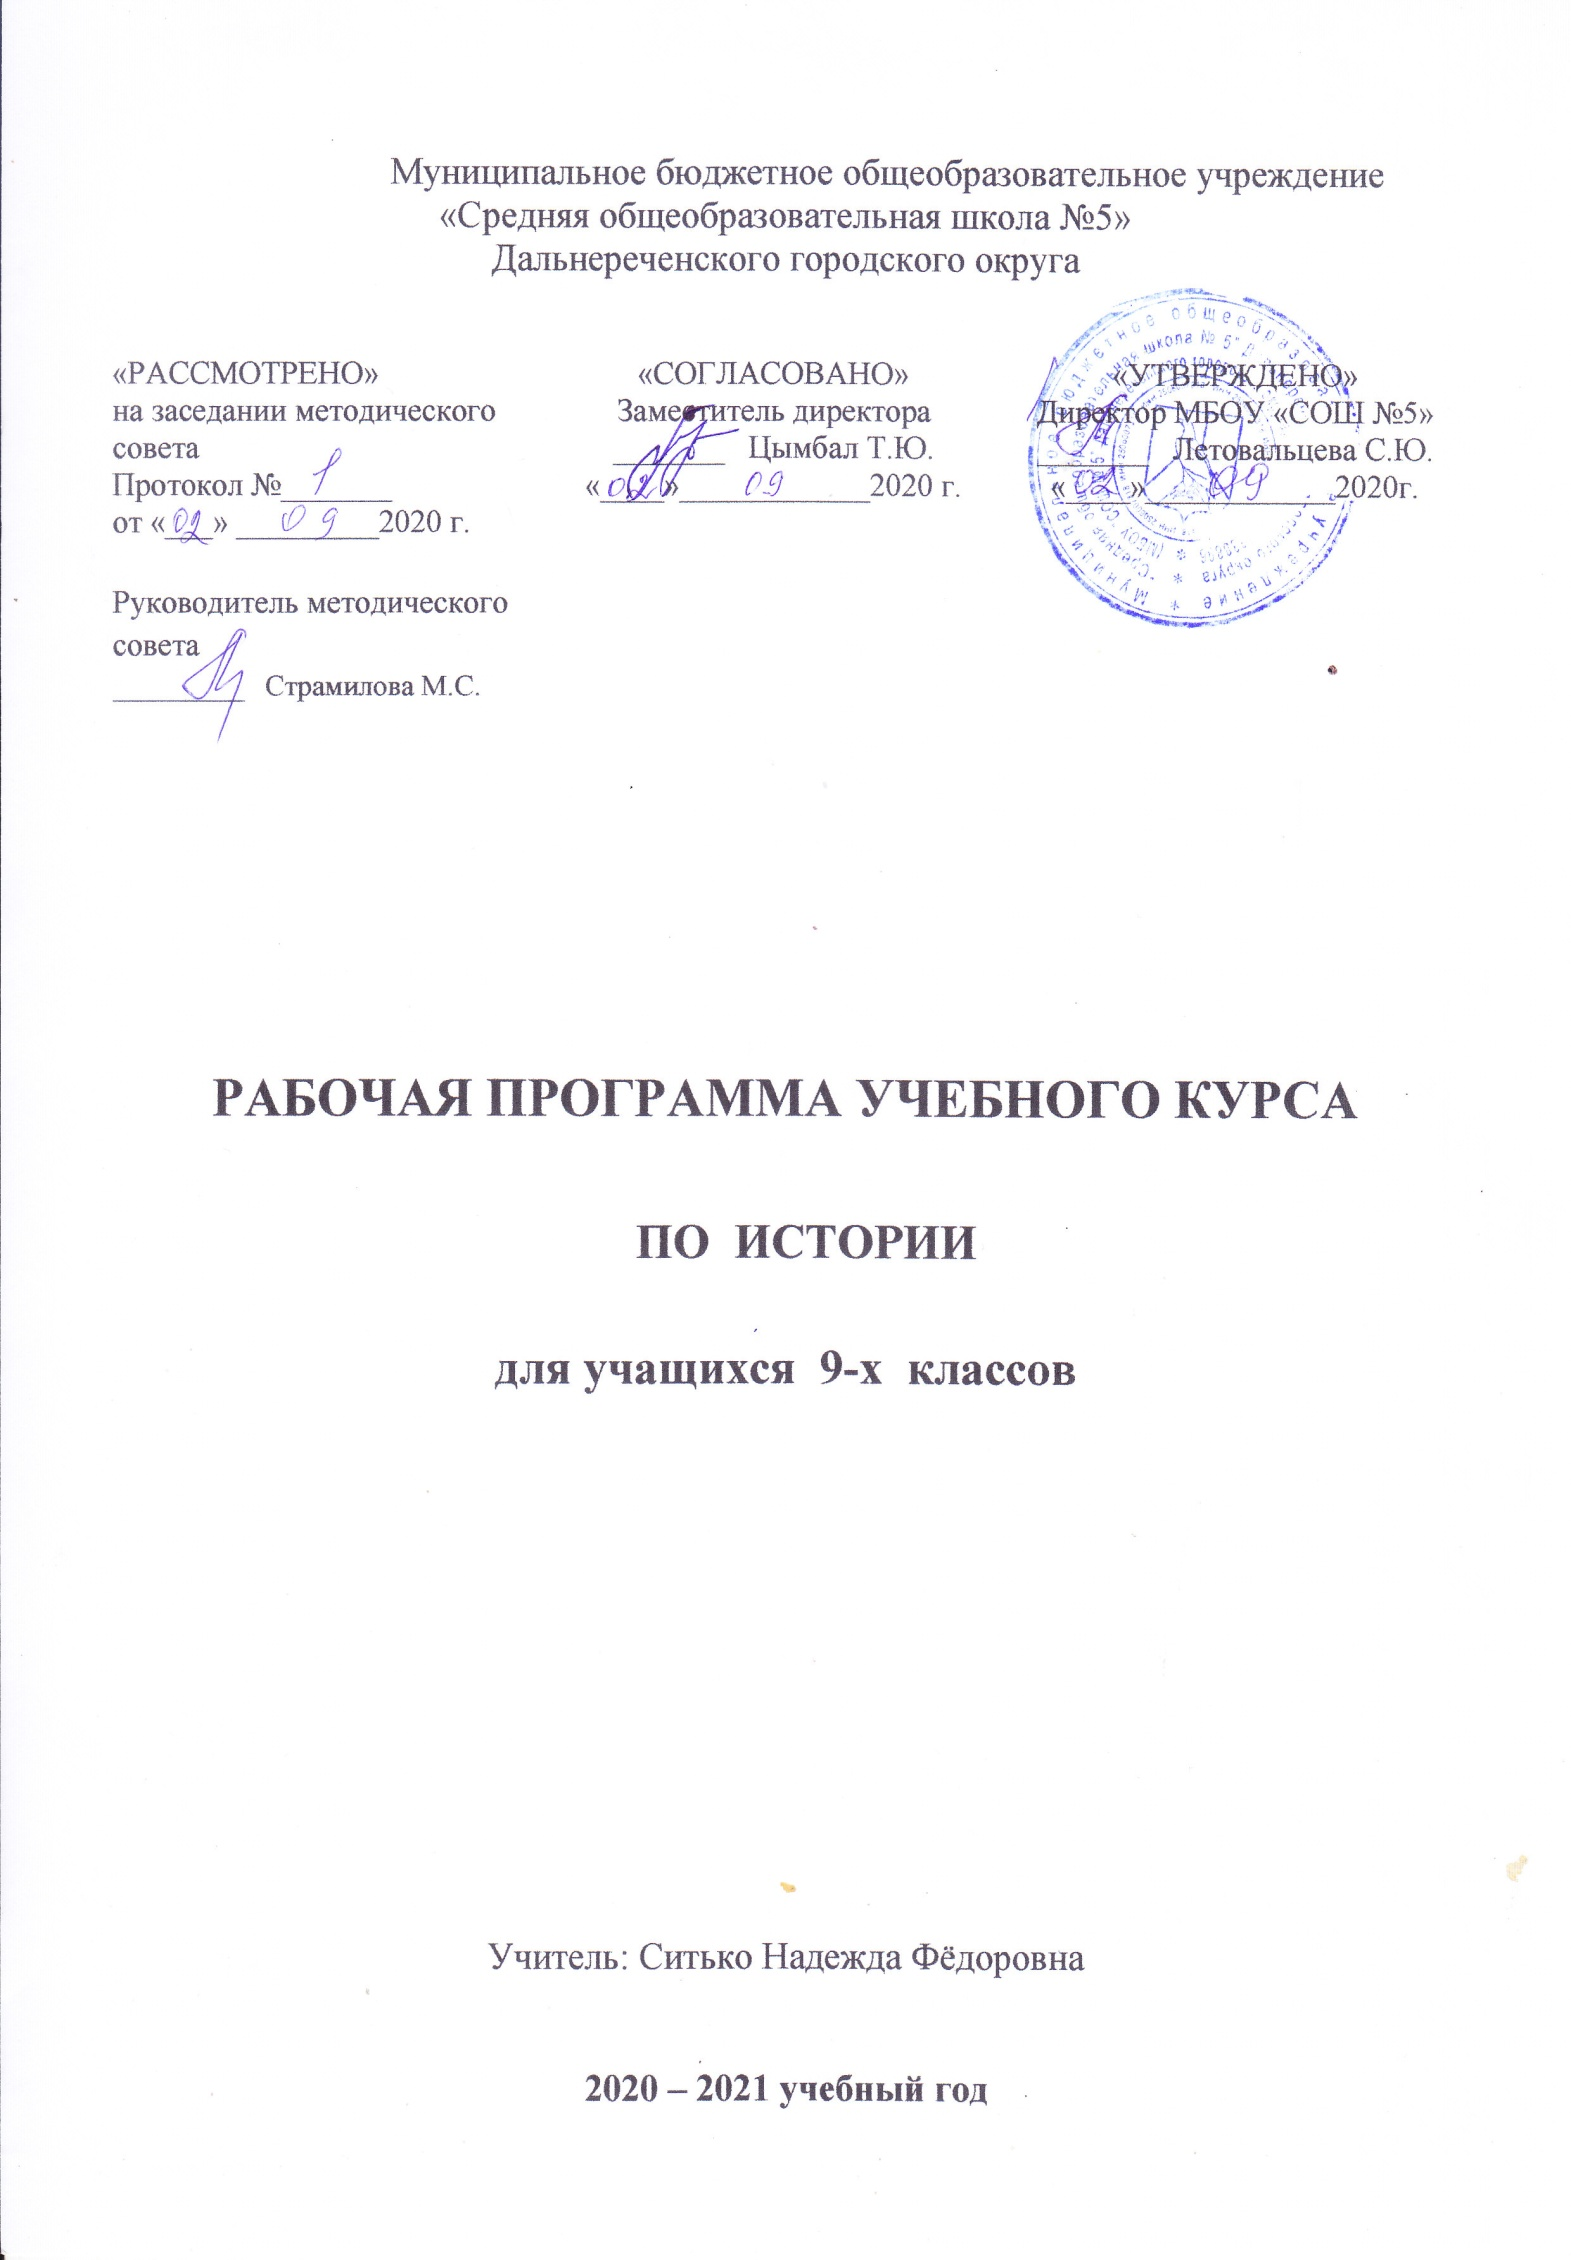 Муниципальное бюджетное общеобразовательное учреждение
«Средняя общеобразовательная школа №5»
Дальнереченского городского округа
«РАССМОТРЕНО»
на заседании методического
совета
Протокол № 1
от «02» 09 2020 г.
Руководитель методического
совета
Страмилова М.С.
«СОГЛАСОВАНО»
Заместитель директора
Цымбал Т.Ю.
«02» 09 2020 г.
«УТВЕРЖДЕНО»
Директор МБОУ «СОШ №5»
Летовальцева С.Ю.
«02» 09 2020г.
РАБОЧАЯ ПРОГРАММА УЧЕБНОГО КУРСА
ПО ИСТОРИИ
для учащихся 9-х классов
Учитель: Ситько Надежда Фёдоровна
2020 – 2021 учебный год